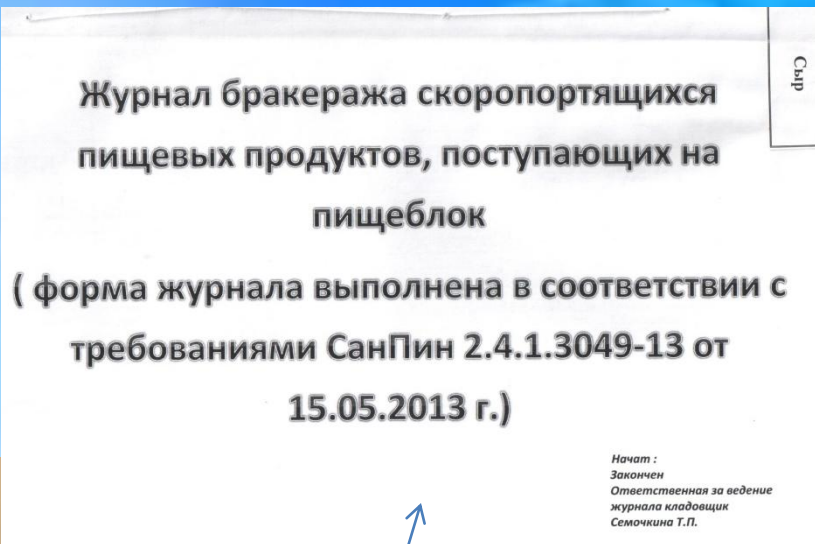 Сыр
Журнал бракеража скоропортящихся
пищевых продуктов, поступающих на
пищеблок
( форма журнала выполнена в соответствии с
требованиями СанПин 2.4.1.3049-13 от
15.05.2013 г.)
Начат :
Закончен
Ответственная за ведение
журнала кладовщик
Семочкина Т.П.